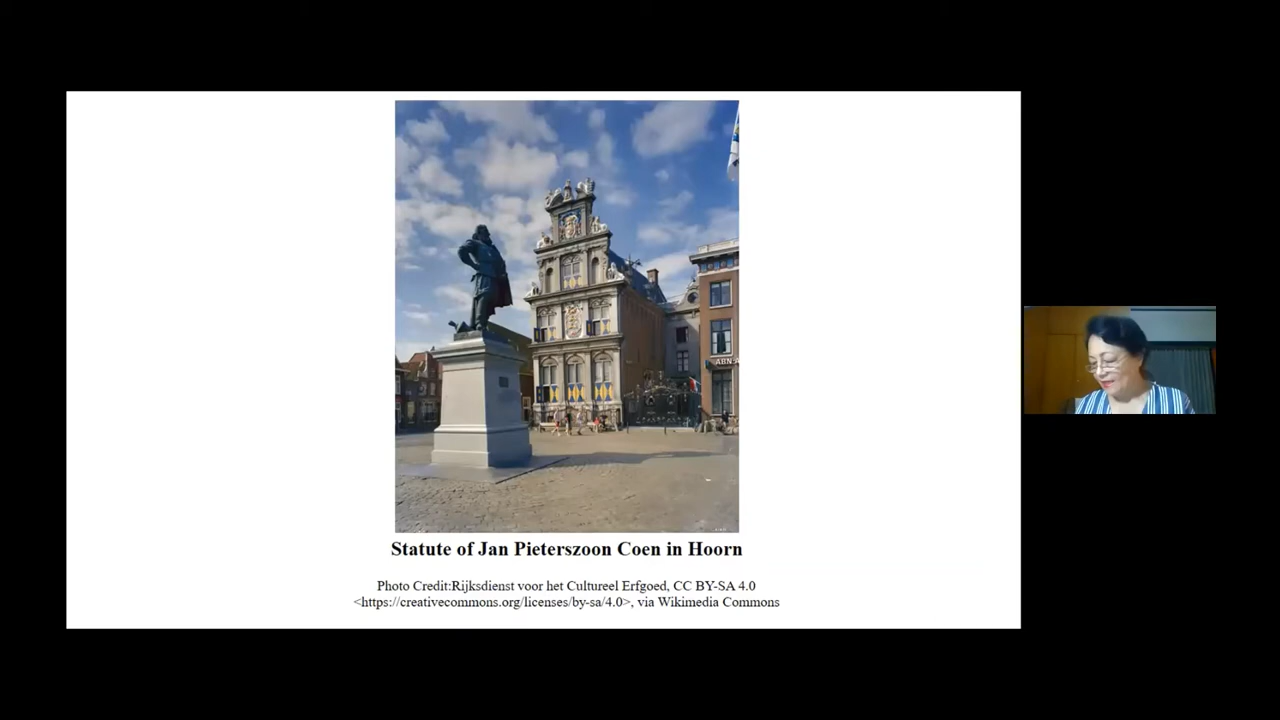 ABN·A
Statute of Jan Pieterszoon Coen in Hoorn
Photo Credit:Rijksdienst voor het Cultureel Erfgoed, CC BY-SA 4.0
<https://creativecommons.org/licenses/by-sa/4.0>, via Wikimedia Commons